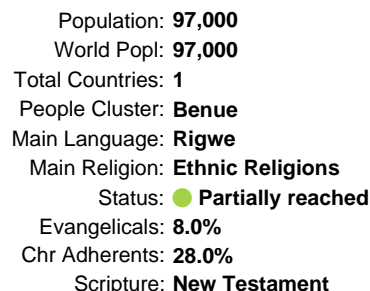 Population: 97,000
World Popl: 97,000
Total Countries: 1
People Cluster: Benue
Main Language: Rigwe
Main Religion: Ethnic Religions
Status: Partially reached
Evangelicals: 8.0%
Chr Adherents: 28.0%
Scripture: New Testament